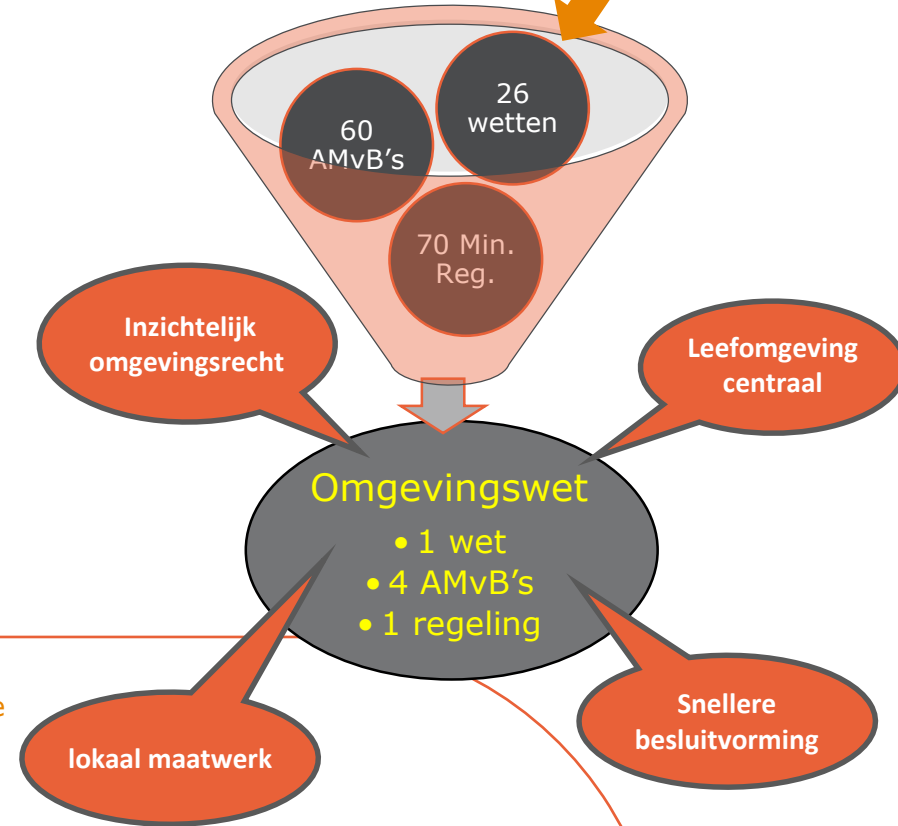 26
wetten
60
AMvB's
70 Min.
Reg.
Inzichtelijk
omgevingsrecht
Leefomgeving
centraal
Omgevingswet
• 1 wet
• 4 AMvB's
• 1 regeling
e
Snellere
besluitvorming
lokaal maatwerk